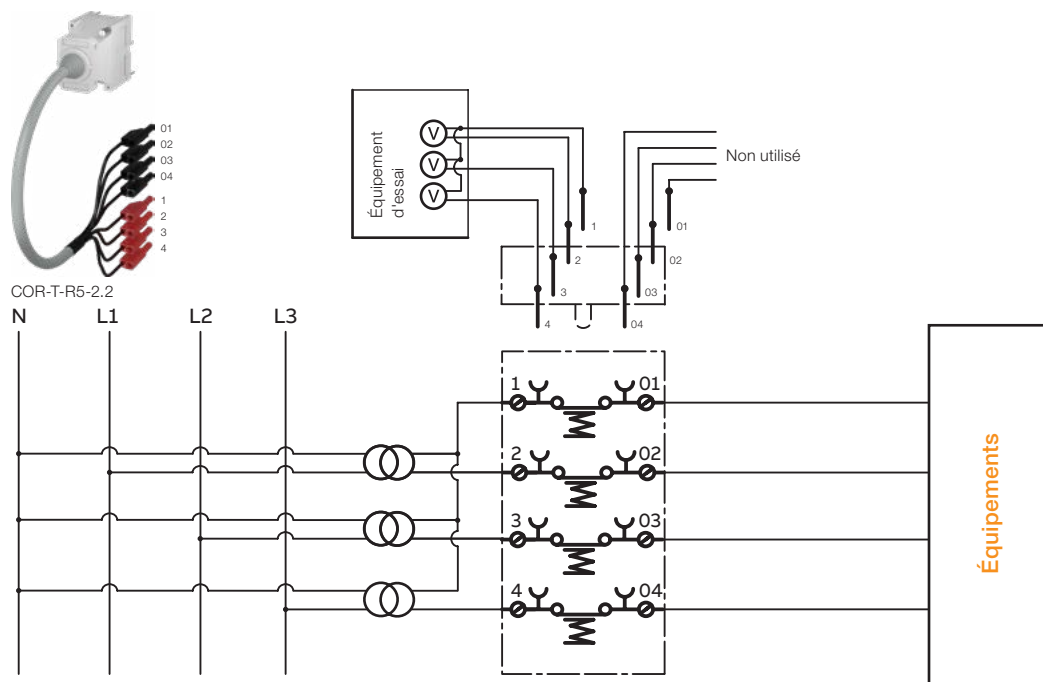 01
02
03
04
1
2
3
4
COR-T-R5-2.2
Équipement
d'essai
V
V
V
Non utilisé
1
2
3
4
01
02
03
04
N L1 L2 L3
1 01
2 02
3 03
4 04
Équipements